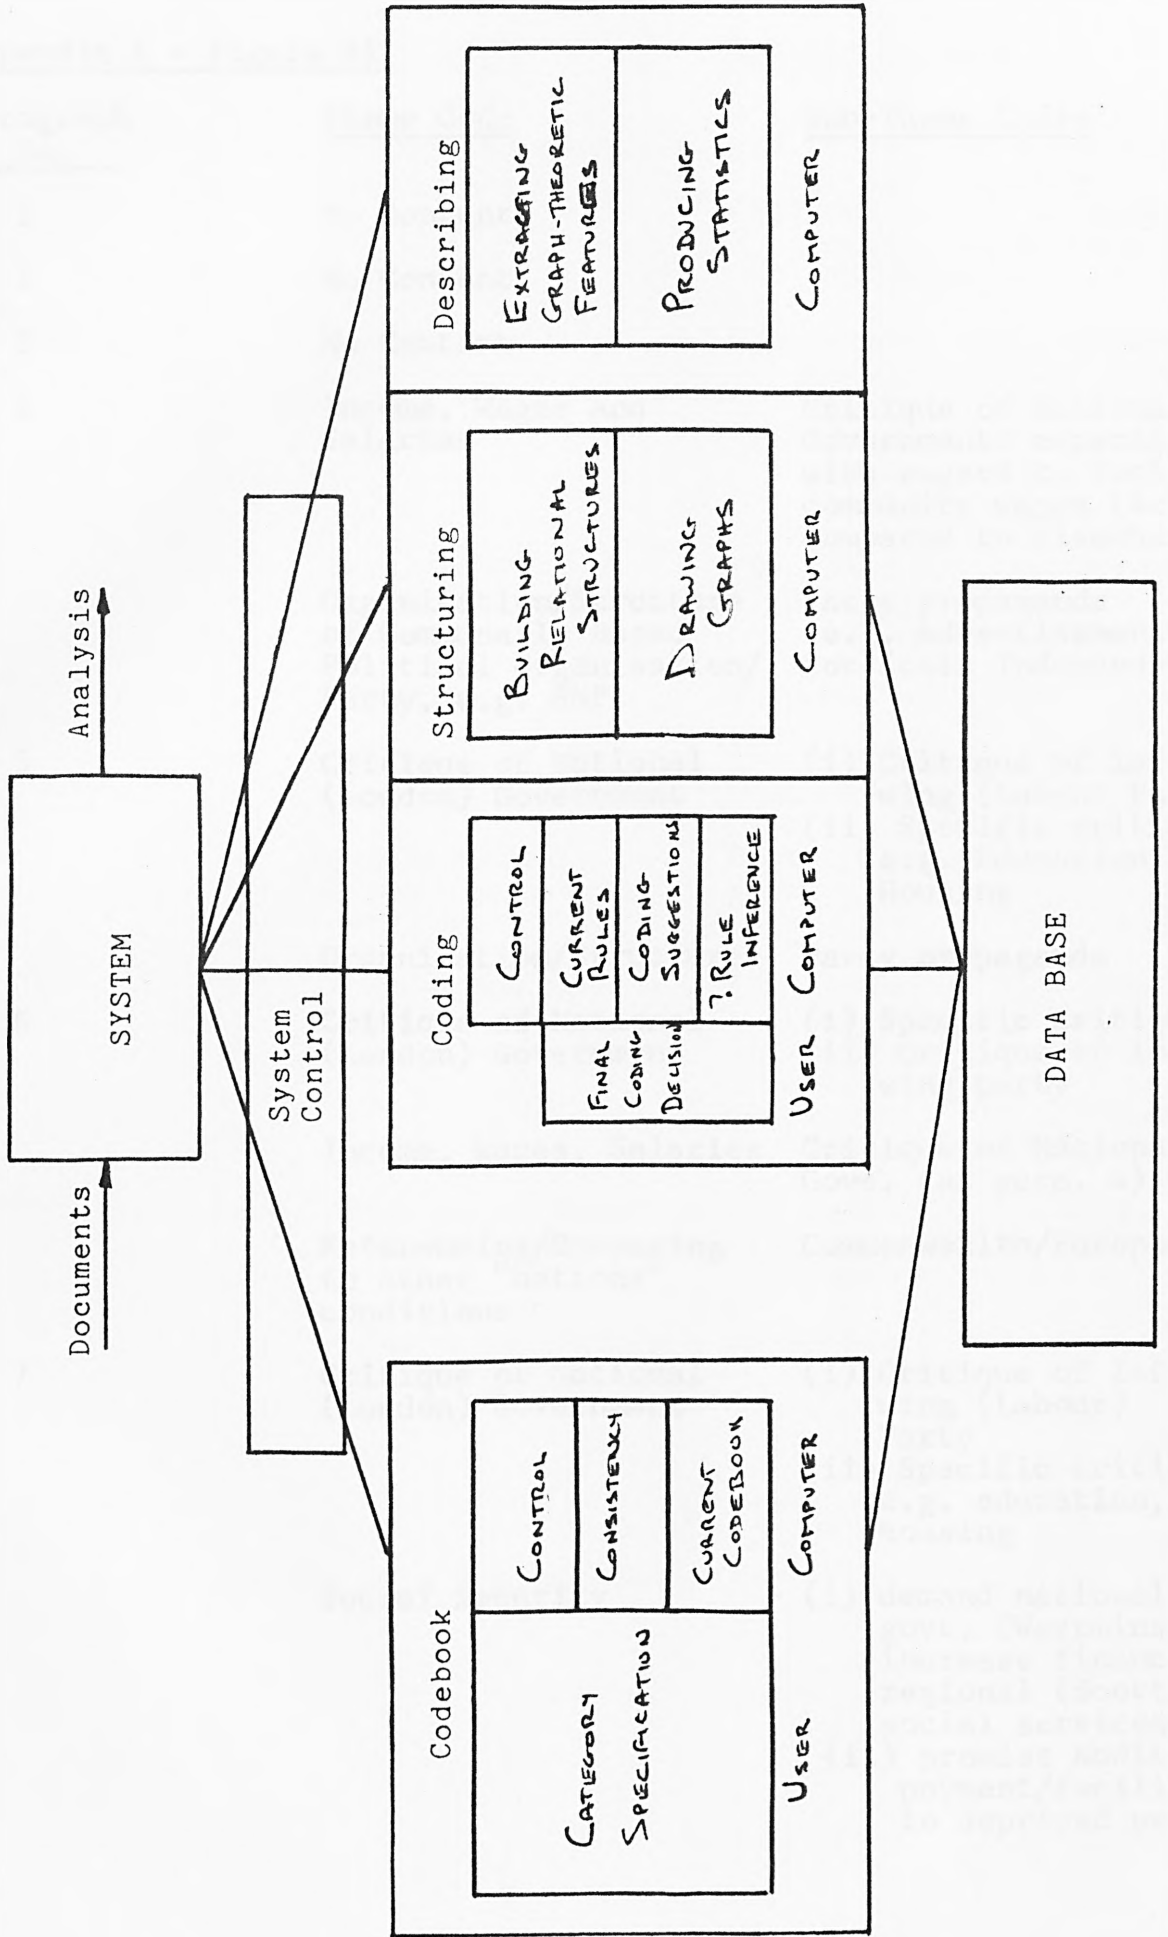 Documents
SYSTEM
Analysis
System
Control
Codebook
CATEGORY
SPECIFICATION
CONTROL
CONSISTENCY
CURRENT
CODEBOOK
USER
COMPUTER
Coding
FINAL
CODING
DECISION
CONTROL
CURRENT
RULES
CODING
SUGGESTIONS
7. RULE
INFERENCE
USER
COMPUTER
Structuring
BUILDING
RELATIONAL
STRUCTURES
DRAWING
GRAPHS
COMPUTER
Describing
EXTRACTING
GRAPH-THEORETIC
FEATURES
PRODUCING
STATISTICS
COMPUTER
DATA BASE